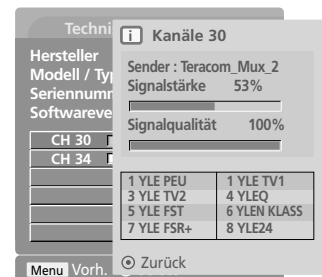 Techni
Hersteller
Modell / Typ
Seriennumm
Softwareve
CH 30
CH 34
Menu Vorh.
i Kanäle 30
Sender : Teracom_Mux_2
Signalstärke 53%
Signalqualität 100%
1 YLE PEU 1 YLE TV1
3 YLE TV2 4 YLEQ
5 YLE FST 6 YLEN KLASS
7 YLE FSR+ 8 YLE24
Zurück